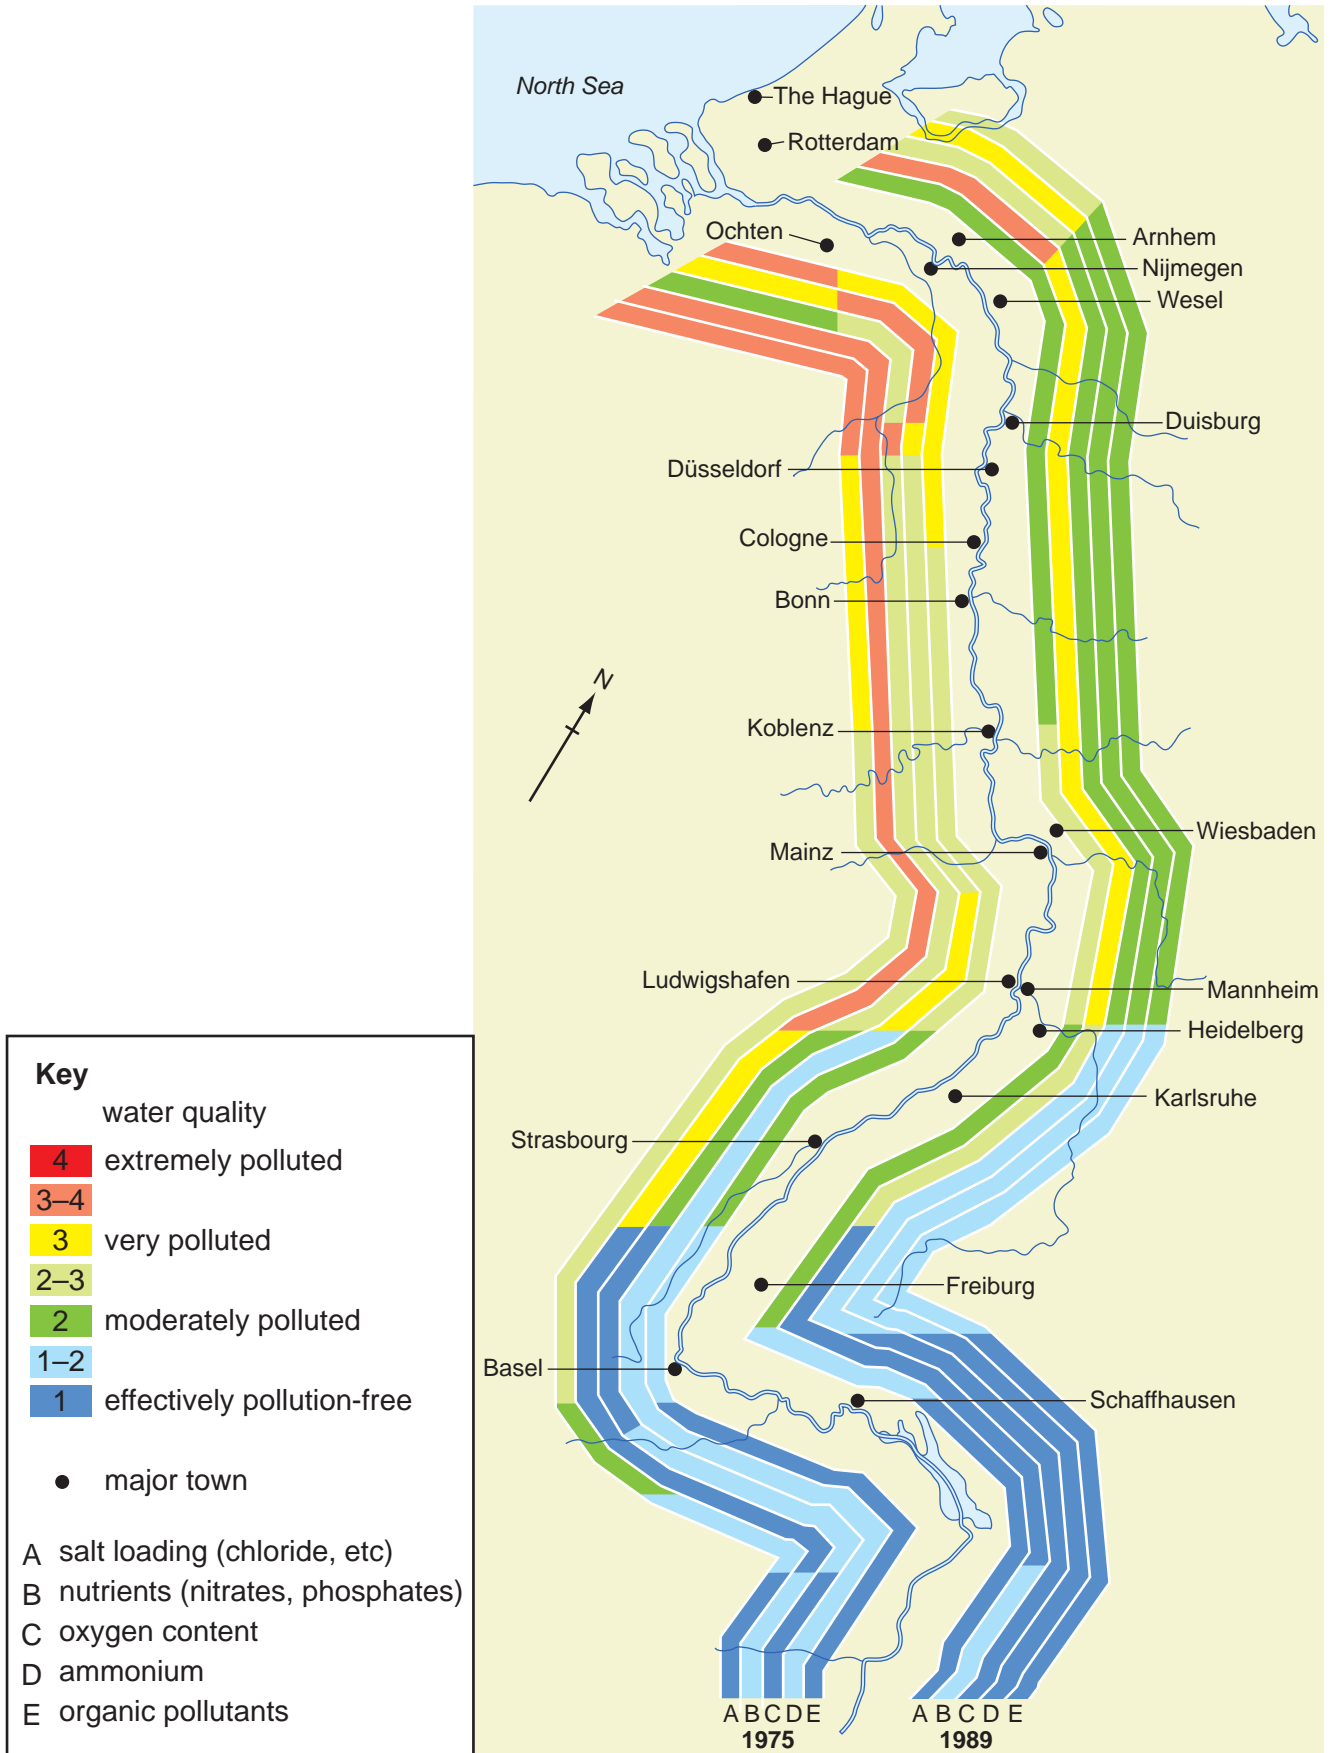 North Sea
The Hague
Rotterdam
Ochten
Arnhem
Nijmegen
Wesel
Duisburg
Düsseldorf
Cologne
Bonn
N
Koblenz
Wiesbaden
Mainz
Ludwigshafen
Mannheim
Heidelberg
Karlsruhe
Strasbourg
Freiburg
Basel
Schaffhausen
Key
water quality
4 extremely polluted
3–4
3 very polluted
2–3
2 moderately polluted
1–2
1 effectively pollution-free
major town
A salt loading (chloride, etc)
B nutrients (nitrates, phosphates)
C oxygen content
D ammonium
E organic pollutants
A B C D E
1975
A B C D E
1989